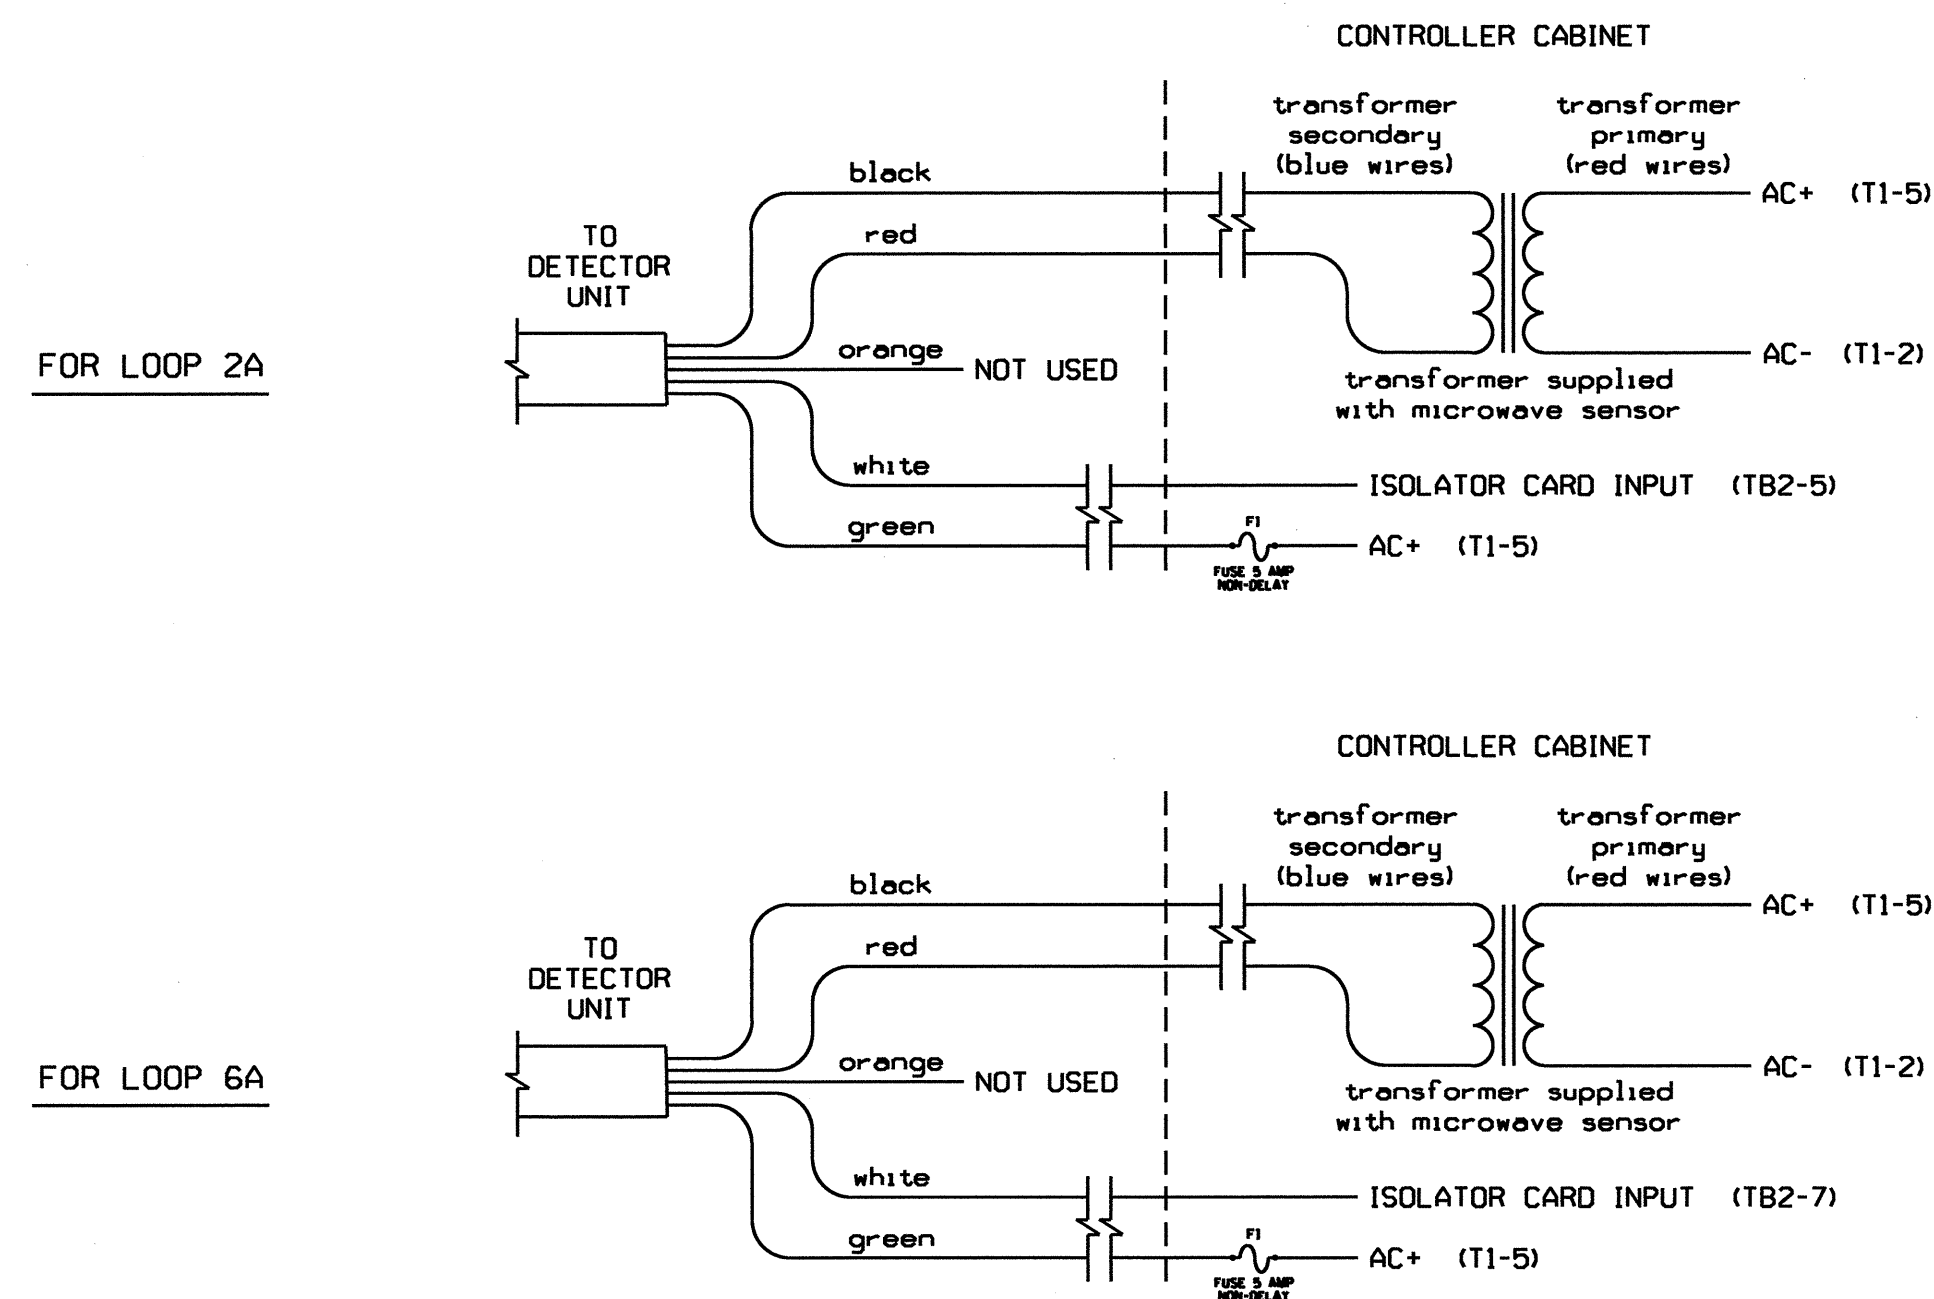 CONTROLLER CABINET
transformer secondary (blue wires)
transformer primary (red wires)
black
AC+ (T1-5)
red
TO
DETECTOR
UNIT
FOR LOOP 2A
orange
NOT USED
AC- (T1-2)
transformer supplied
with microwave sensor
white
ISOLATOR CARD INPUT (TB2-5)
green
F1
AC+ (T1-5)
FUSE 5 AMP
NON-DELAY
CONTROLLER CABINET
transformer secondary (blue wires)
transformer primary (red wires)
black
AC+ (T1-5)
red
TO
DETECTOR
UNIT
FOR LOOP 6A
orange
NOT USED
AC- (T1-2)
transformer supplied
with microwave sensor
white
ISOLATOR CARD INPUT (TB2-7)
green
F1
AC+ (T1-5)
FUSE 5 AMP
NON-DELAY